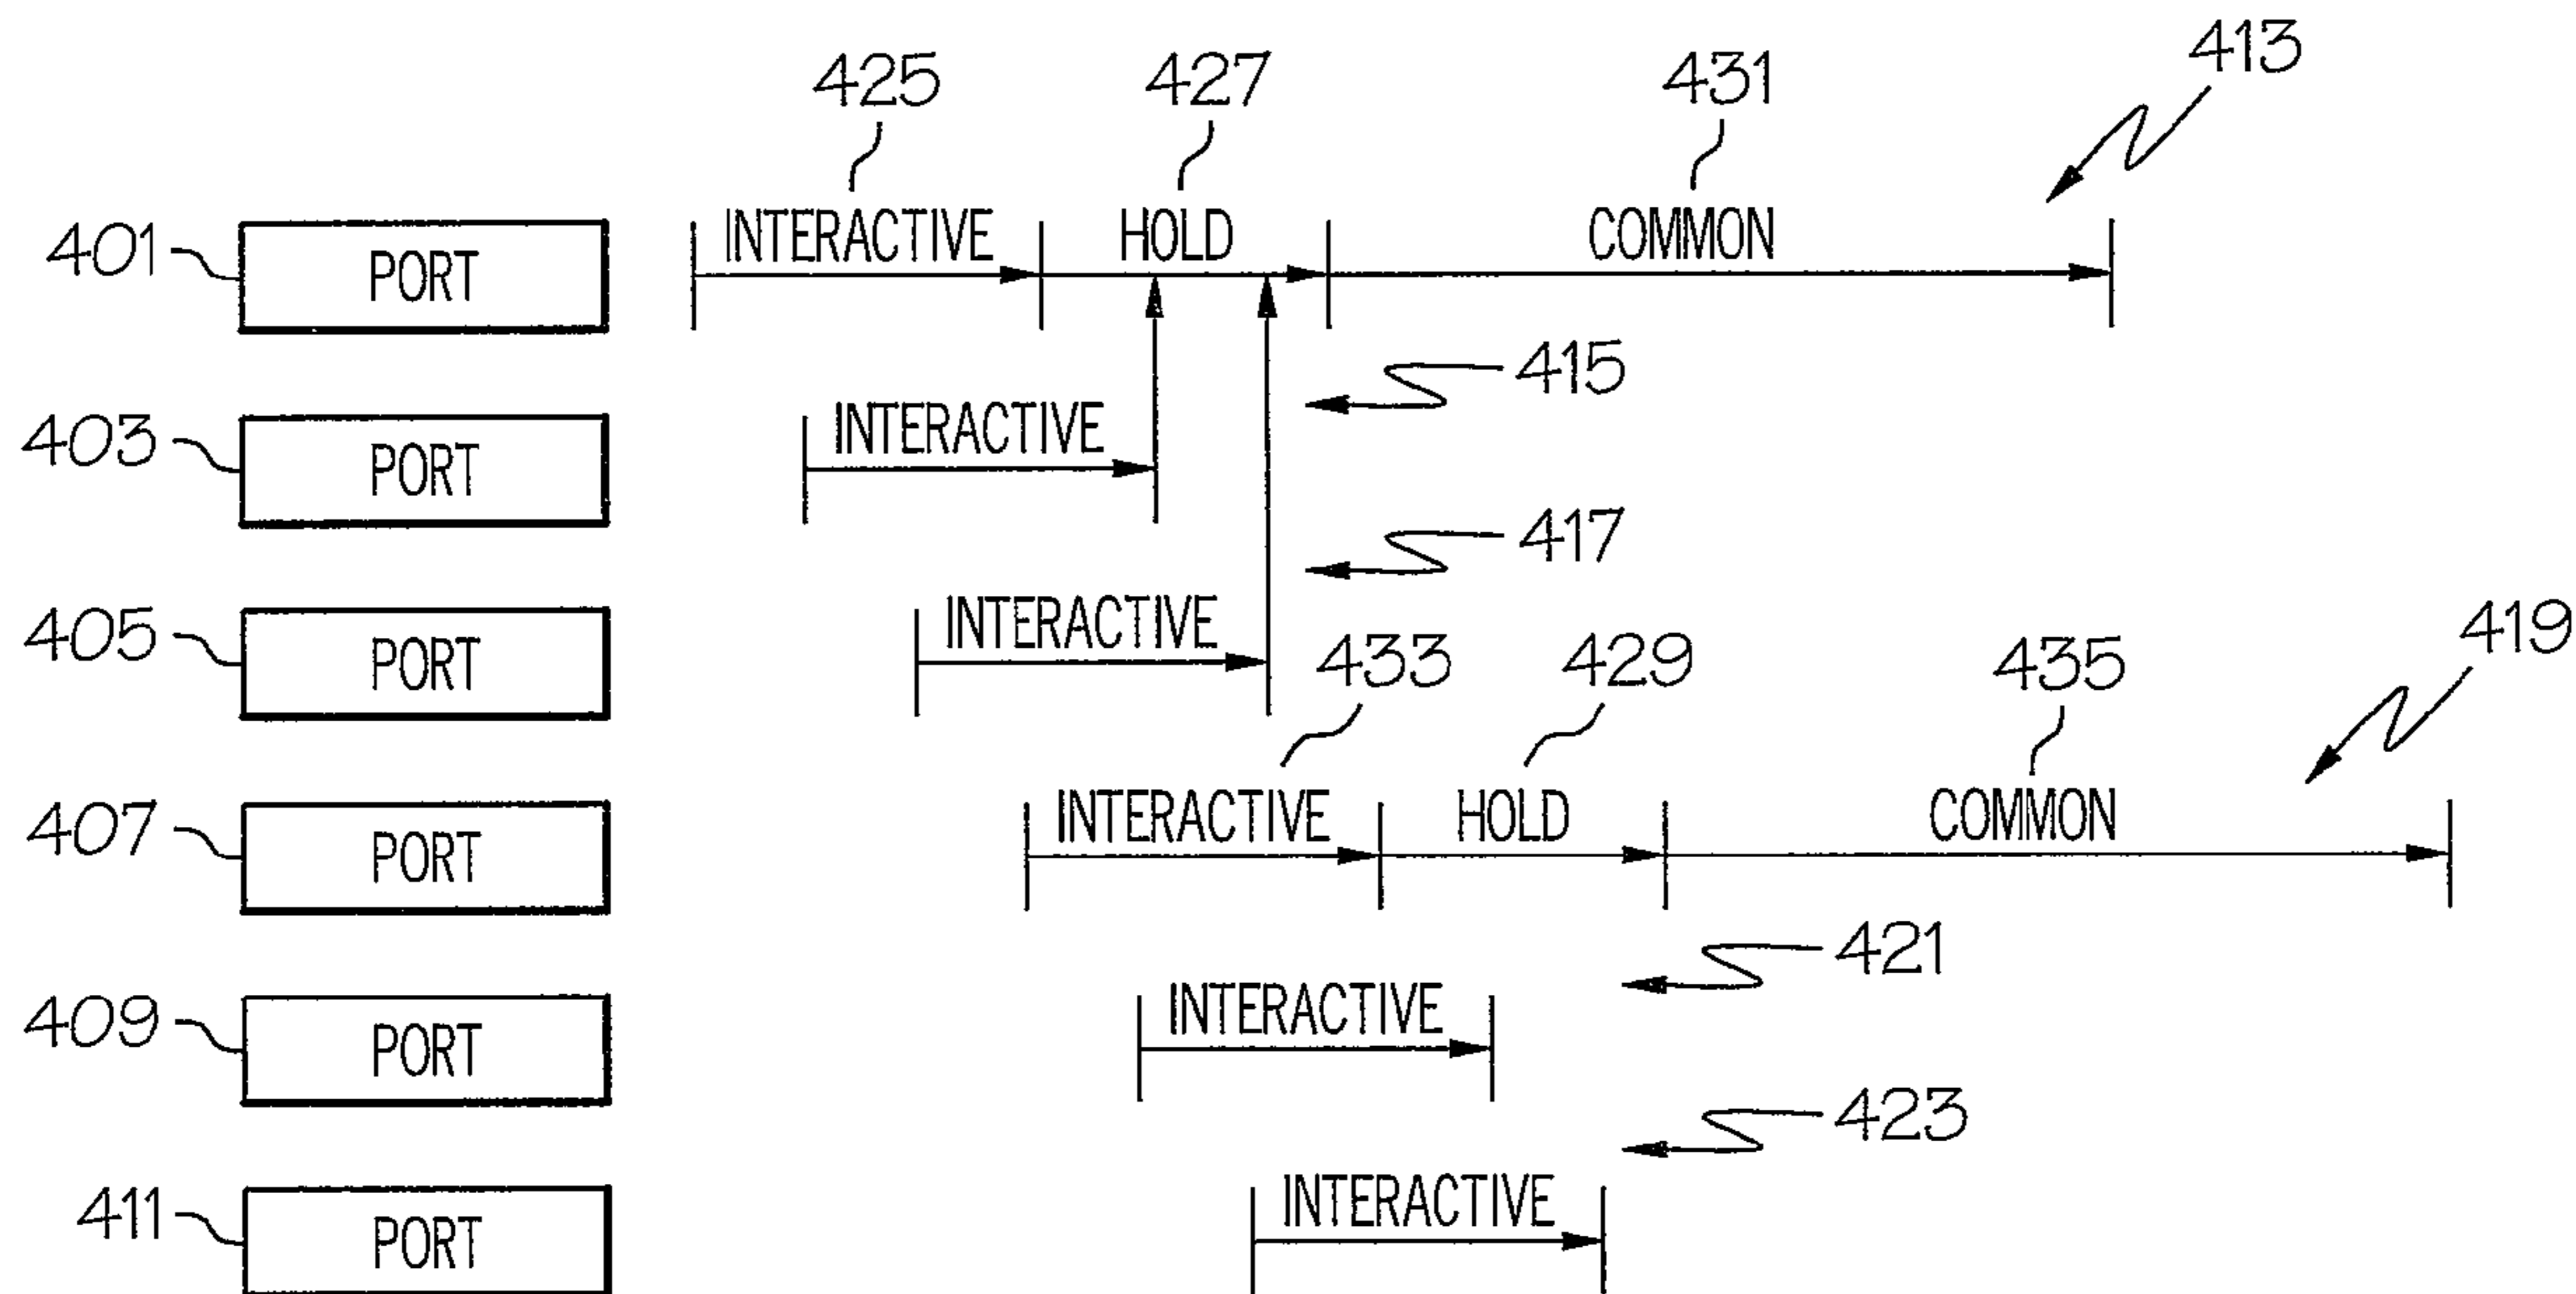 425 427 431 413
401 PORT INTERACTIVE HOLD COMMON
415
403 PORT INTERACTIVE
417
405 PORT INTERACTIVE
433 429 435 419
407 PORT INTERACTIVE HOLD COMMON
421
409 PORT INTERACTIVE
423
411 PORT INTERACTIVE